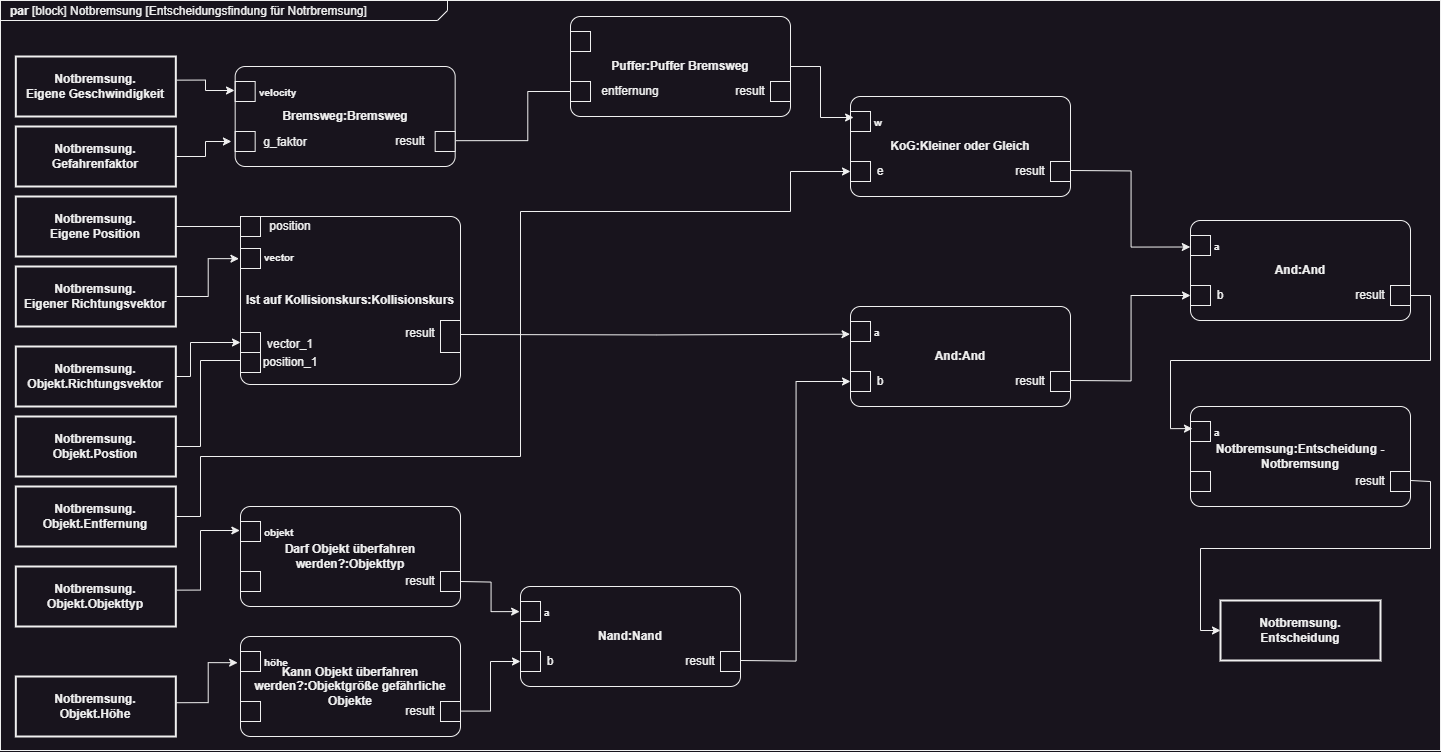 par [block] Notbremsung [Entscheidungsfindung für Notrbremsung]
Notbremsung.
Eigene Geschwindigkeit
Notbremsung.
Gefahrenfaktor
Notbremsung.
Eigene Position
Notbremsung.
Eigener Richtungsvektor
Notbremsung.
Objekt.Richtungsvektor
Notbremsung.
Objekt.Postion
Notbremsung.
Objekt.Entfernung
Notbremsung.
Objekt.Objekttyp
Notbremsung.
Objekt.Höhe
velocity
Bremsweg:Bremsweg
g_faktor
result
position
vector
Ist auf Kollisionskurs:Kollisionskurs
result
vector_1
position_1
objekt
Darf Objekt überfahren
werden?:Objekttyp
result
höhe
Kann Objekt überfahren
werden?:Objektgröße gefährliche
Objekte
result
Puffer:Puffer Bremsweg
entfernung
result
a
Nand:Nand
b
result
w
KoG:Kleiner oder Gleich
e
result
a
And:And
b
result
a
And:And
b
result
a
Notbremsung:Entscheidung -
Notbremsung
result
Notbremsung.
Entscheidung